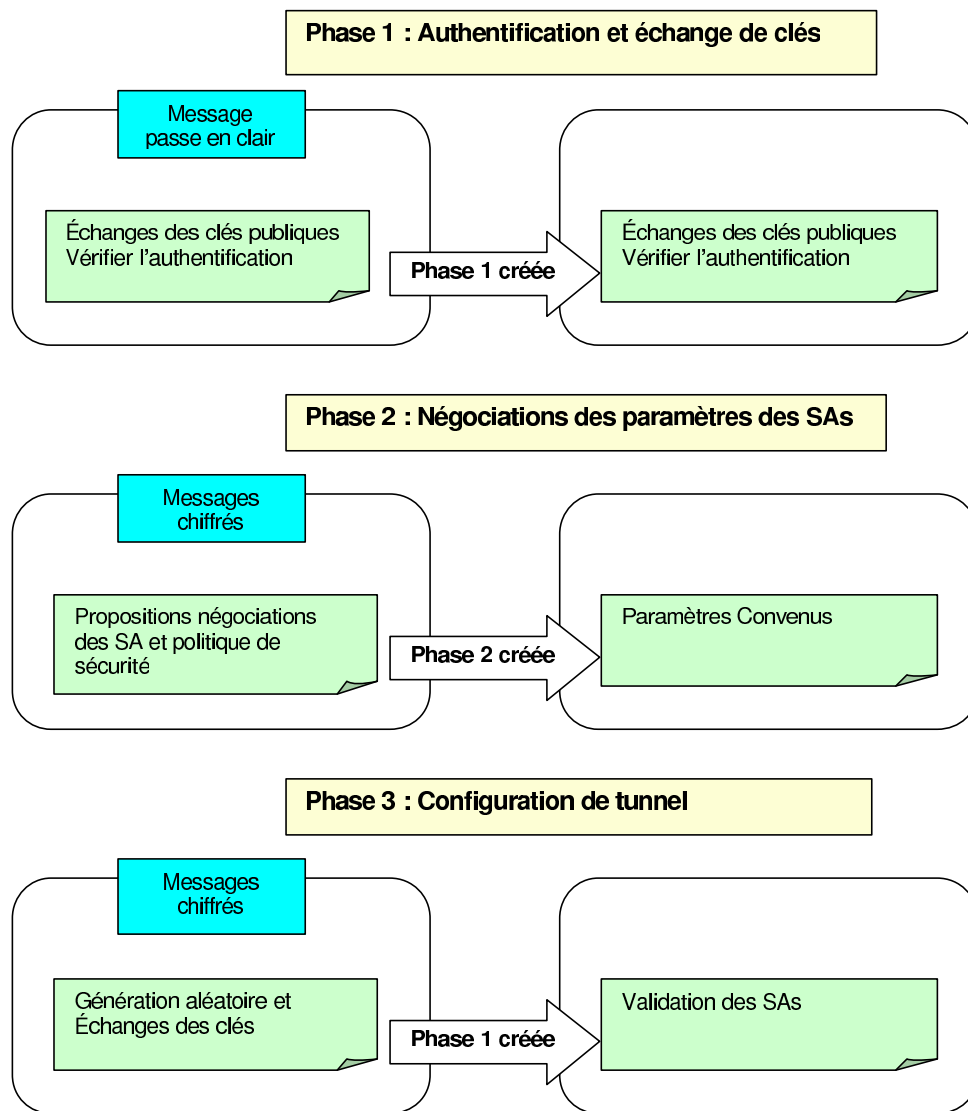 Phase 1 : Authentification et échange de clés
Message
passe en clair
Échanges des clés publiques
Vérifier l'authentification
Phase 1 créée
Échanges des clés publiques
Vérifier l'authentification
Phase 2 : Négociations des paramètres des SAs
Messages
chiffrés
Propositions négociations
des SA et politique de
sécurité
Phase 2 créée
Paramètres Convenus
Phase 3 : Configuration de tunnel
Messages
chiffrés
Génération aléatoire et
Échanges des clés
Phase 1 créée
Validation des SAs